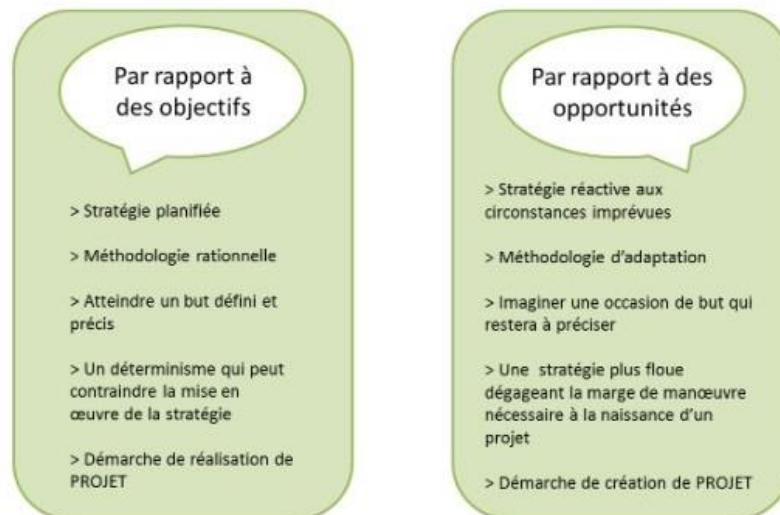 Par rapport à
des objectifs
> Stratégie planifiée
> Méthodologie rationnelle
> Atteindre un but défini et
précis
> Un déterminisme qui peut
contraindre la mise en
œuvre de la stratégie
> Démarche de réalisation de
PROJET
Par rapport à des
opportunités
> Stratégie réactive aux
circonstances imprévues
> Méthodologie d'adaptation
> Imaginer une occasion de but qui
restera à préciser
> Une stratégie plus floue
dégageant la marge de manœuvre
nécessaire à la naissance d'un
projet
> Démarche de création de PROJET